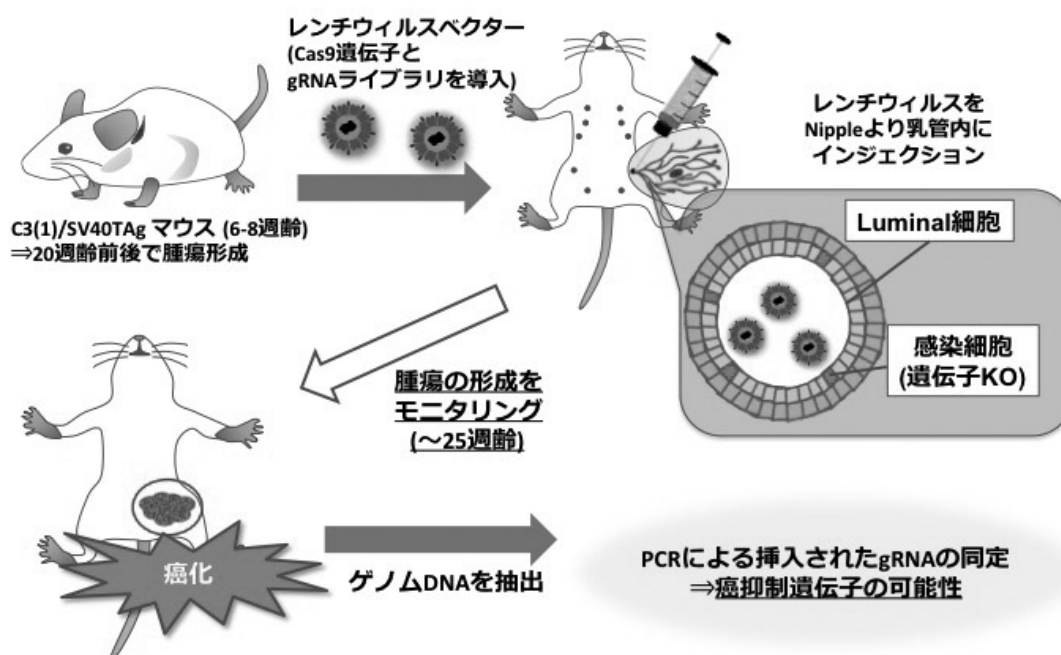 レンチウィルスベクター
(Cas9遺伝子と
gRNAライブラリを導入)
C3(1)/SV40TAg マウス (6-8週齢)
⇒20週齢前後で腫瘍形成
レンチウィルスを
Nippleより乳管内に
インジェクション
Luminal細胞
感染細胞
(遺伝子KO)
腫瘍の形成を
モニタリング
(～25週齢)
癌化
ゲノムDNAを抽出
PCRによる挿入されたgRNAの同定
⇒癌抑制遺伝子の可能性